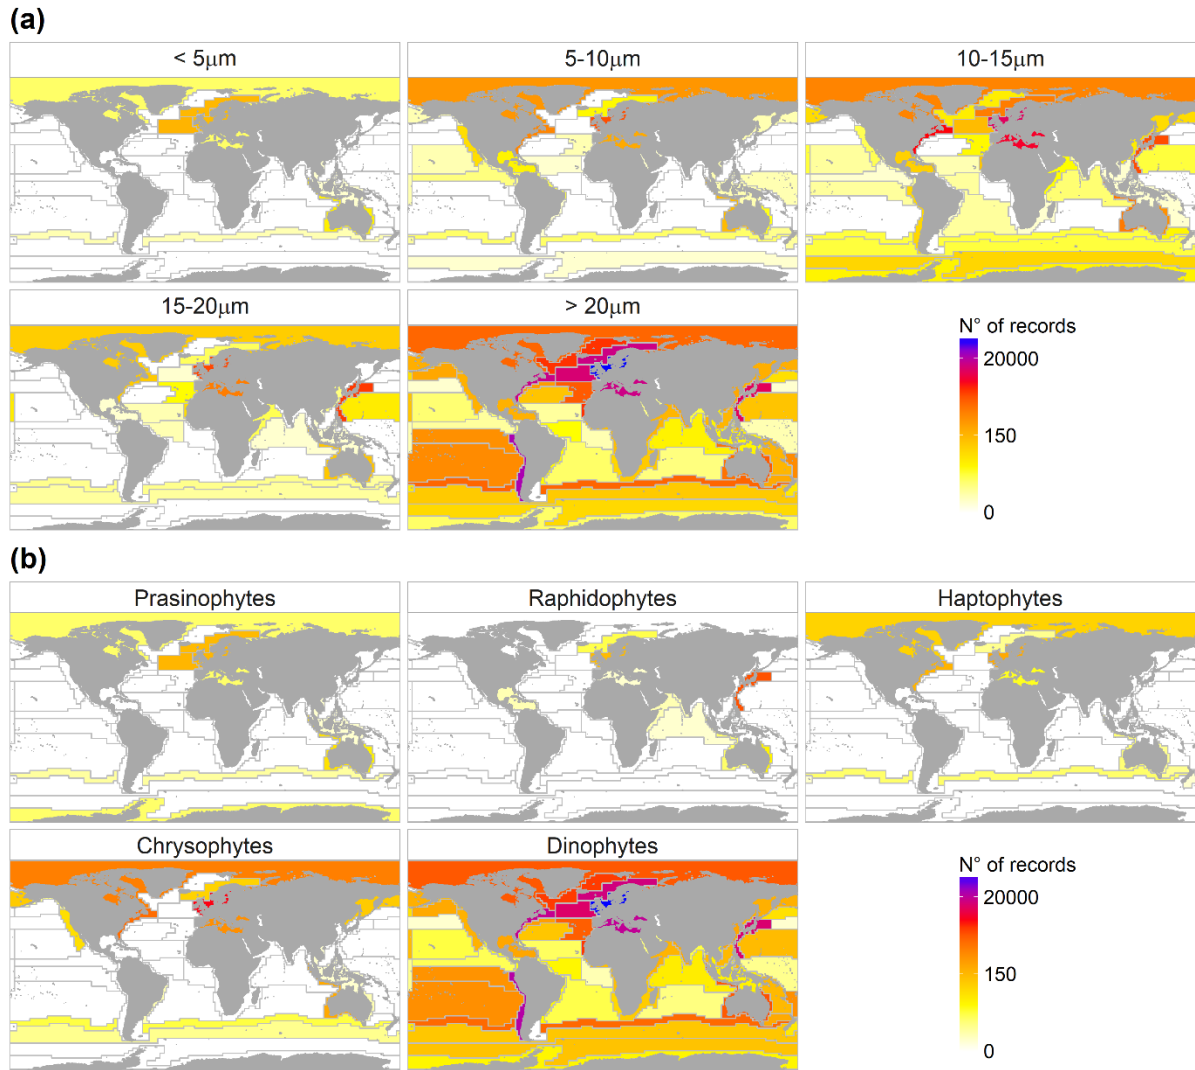 (a)
< 5μm
5-10μm
10-15μm
15-20μm
> 20μm
N° of records
20000
150
0
(b)
Prasinophytes
Raphidophytes
Haptophytes
Chrysophytes
Dinophytes
N° of records
20000
150
0